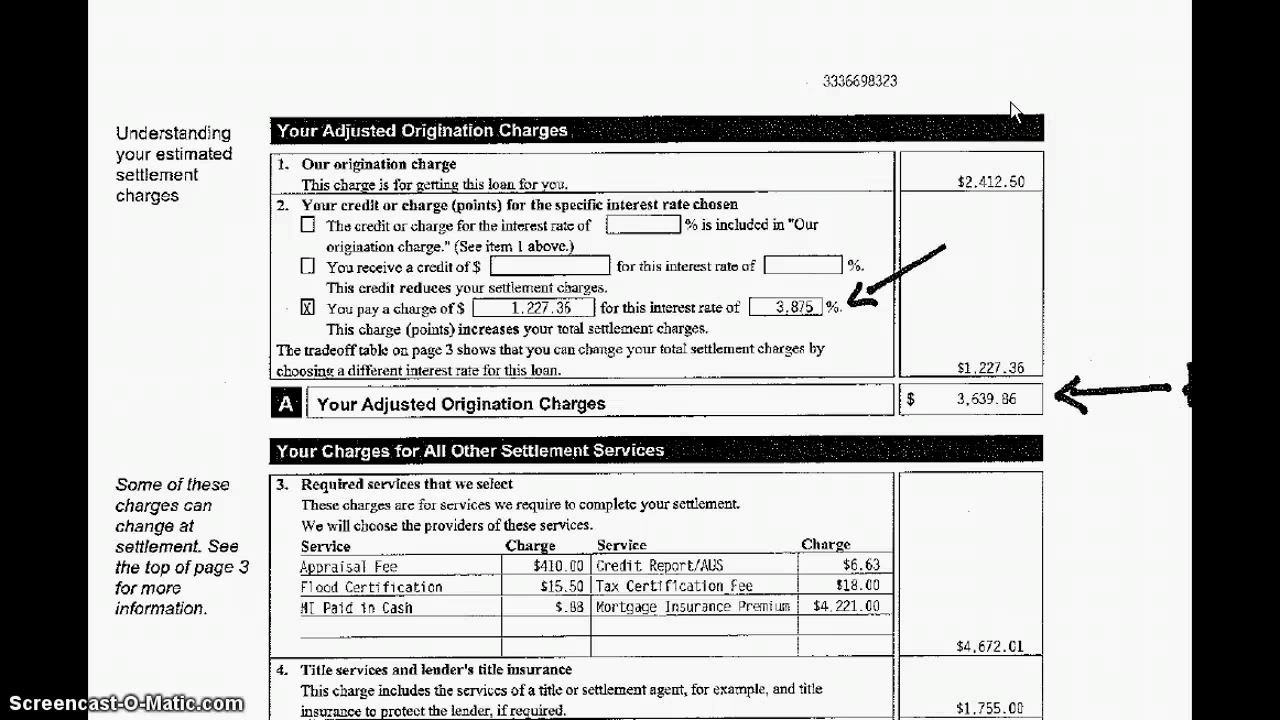 3336698323
Understanding
your estimated
settlement
charges
Your Adjusted Origination Charges
1. Our origination charge
This charge is for getting this loan for you.
$2,412.50
2. Your credit or charge (points) for the specific interest rate chosen
The credit or charge for the interest rate of % is included in "Our
origination charge." (See item 1 above.)
You receive a credit of $ for this interest rate of %.
This credit reduces your settlement charges.
X You pay a charge of $ 1,227.36 for this interest rate of 3.875 %.
This charge (points) increases your total settlement charges.
The tradeoff table on page 3 shows that you can change your total settlement charges by
choosing a different interest rate for this loan.
$1,227.36
A Your Adjusted Origination Charges $ 3,639.86
Your Charges for All Other Settlement Services
Some of these
charges can
change at
settlement. See
the top of page 3
for more
information.
3. Required services that we select
These charges are for services we require to complete your settlement.
We will choose the providers of these services.
Service Charge Service Charge
Appraisal Fee $410.00 Credit Report/AUS $6.63
Flood Certification $15.50 Tax Certification Fee $18.00
MI Paid in Cash $.88 Mortgage Insurance Premium $4,221.00
$4,672.01
4. Title services and lender's title insurance
This charge includes the services of a title or settlement agent, for example, and title
insurance to protect the lender, if required.
$1,755.00
Screencast-O-Matic.com